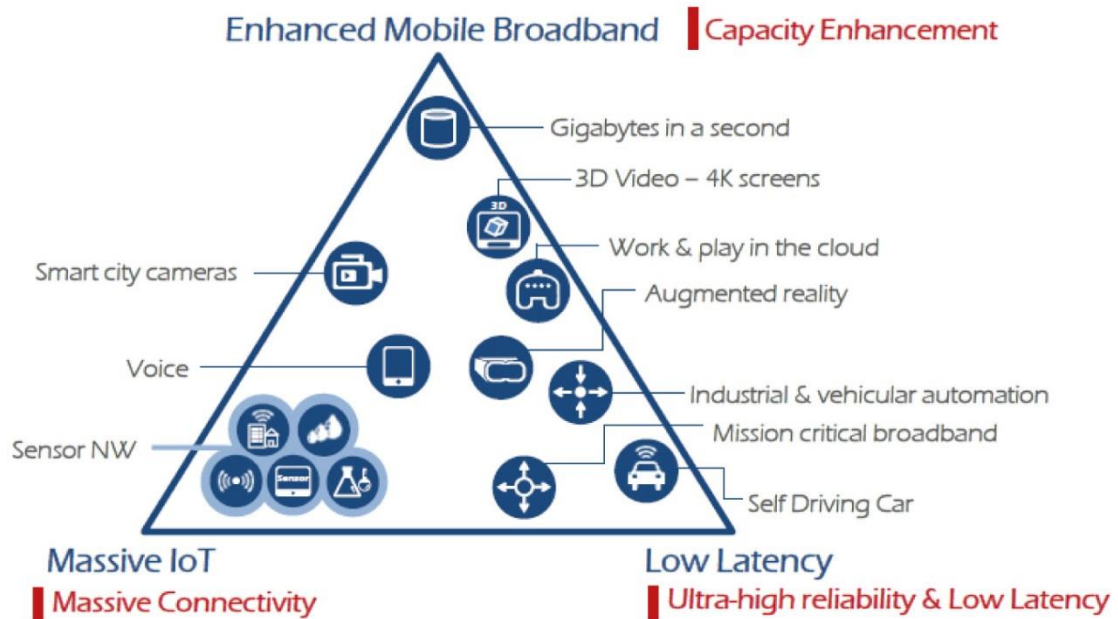 Enhanced Mobile Broadband
Capacity Enhancement
Gigabytes in a second
3D Video – 4K screens
3D
Work & play in the cloud
Smart city cameras
Augmented reality
Voice
Industrial & vehicular automation
Mission critical broadband
Sensor NW
Sensor
Self Driving Car
Massive IoT
Low Latency
Massive Connectivity
Ultra-high reliability & Low Latency